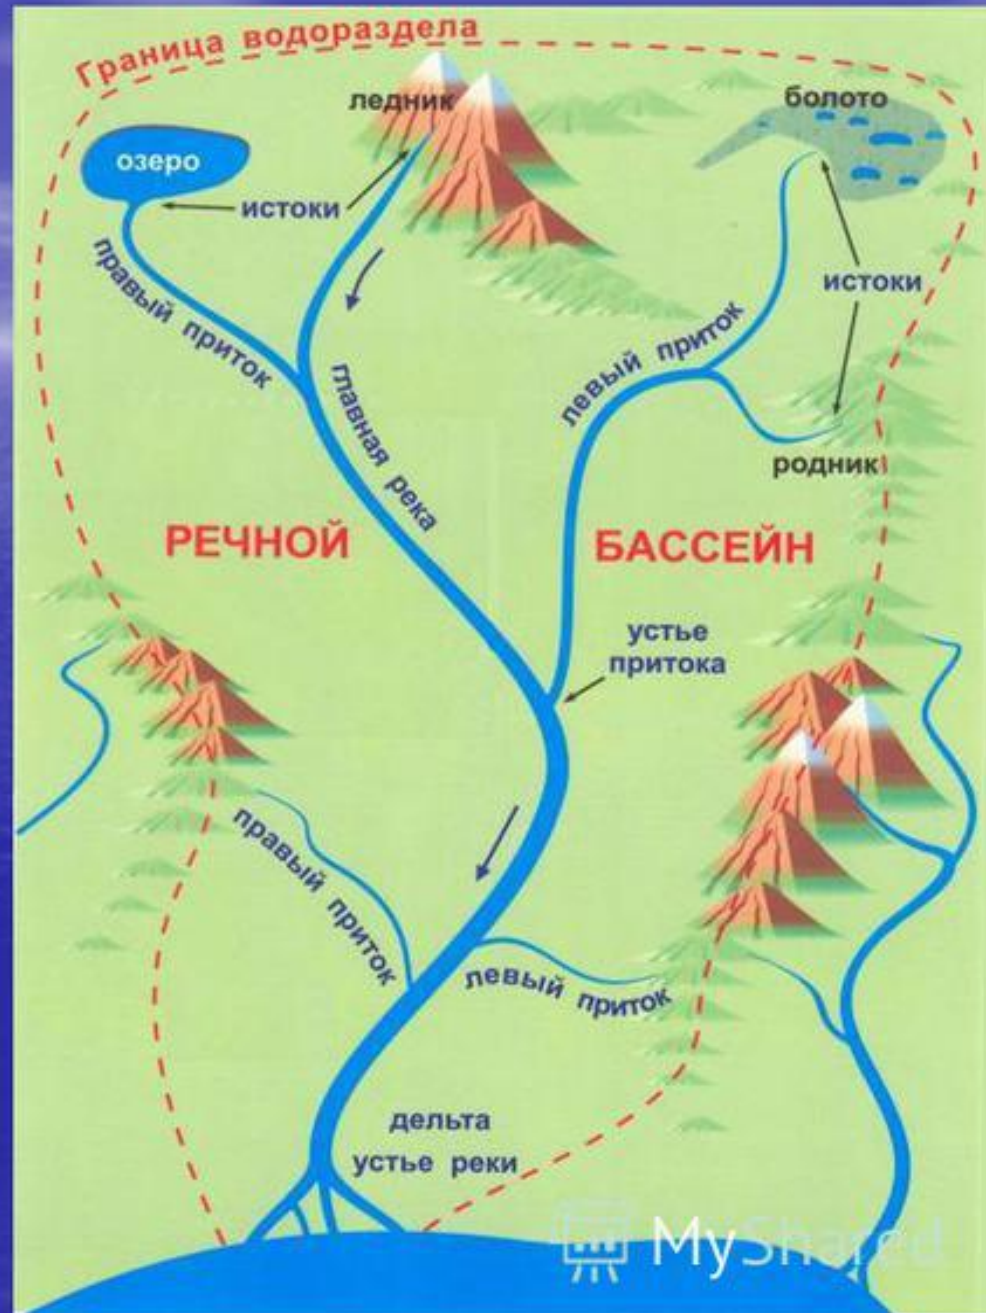 Граница водораздела
ледник
болото
озеро
истоки
истоки
правый приток
левый приток
главная река
родник
РЕЧНОЙ БАССЕЙН
устье
притока
правый приток
левый приток
дельта
устье реки
MyShared